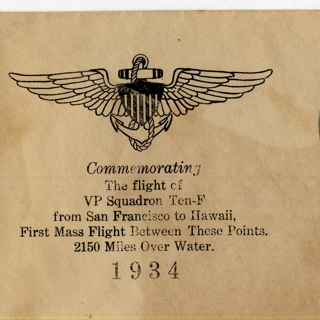 Commemorating
The flight of
VP Squadron Ten-F
from San Francisco to Hawaii,
First Mass Flight Between These Points.
2150 Miles Over Water.
1934